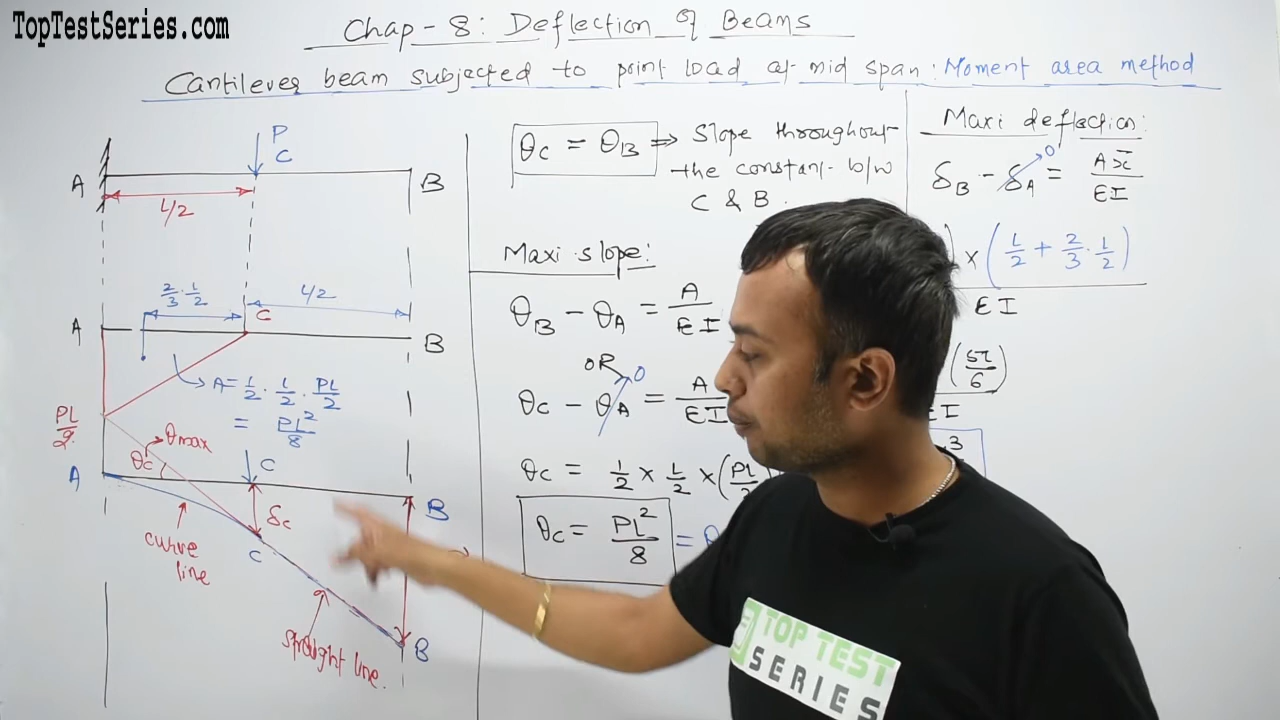 TopTestSeries.com
Chap-8: Deflection of Beams
Cantilever beam subjected to point load at mid span: Moment area method
P
C
A
B
L/2
2/3 · L/2
L/2
C
A
B
A = 1/2 · L/2 · PL/2
= PL²/8
PL/2
θmax
θc
A
C
B
δc
C
curve
line
straight line.
B
θC = θB ⇒ Slope throughout
the constant b/w
C & B.
Maxi slope:
θB - θA = A/EI
OR
θC - θA = A/EI
0
θC = 1/2 × L/2 × (PL/
θC = PL²/8 = θ
Maxi deflection:
δB - δA = Ax̄/EI
0
× (L/2 + 2/3 · L/2)
EI
(5L/6)
EI
3
TOP TEST
SERIES